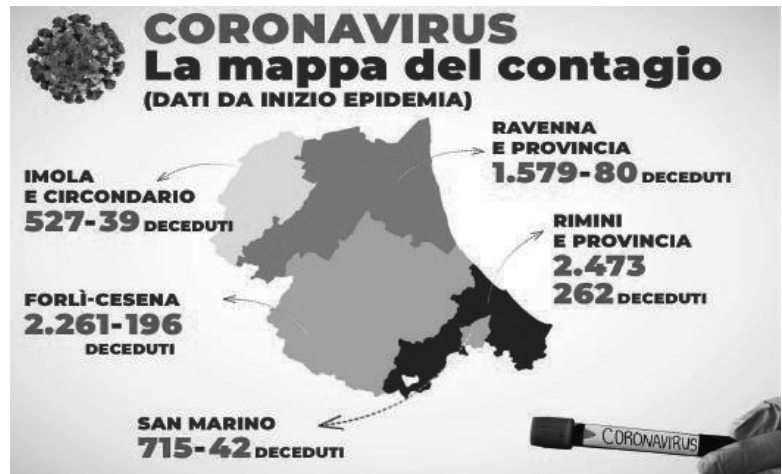 CORONAVIRUS
La mappa del contagio
(DATI DA INIZIO EPIDEMIA)
RAVENNA
E PROVINCIA
1.579-80 DECEDUTI
IMOLA
E CIRCONDARIO
527-39 DECEDUTI
RIMINI
E PROVINCIA
2.473
262 DECEDUTI
FORLÌ-CESENA
2.261-196
DECEDUTI
SAN MARINO
715-42 DECEDUTI
CORONAVIRUS